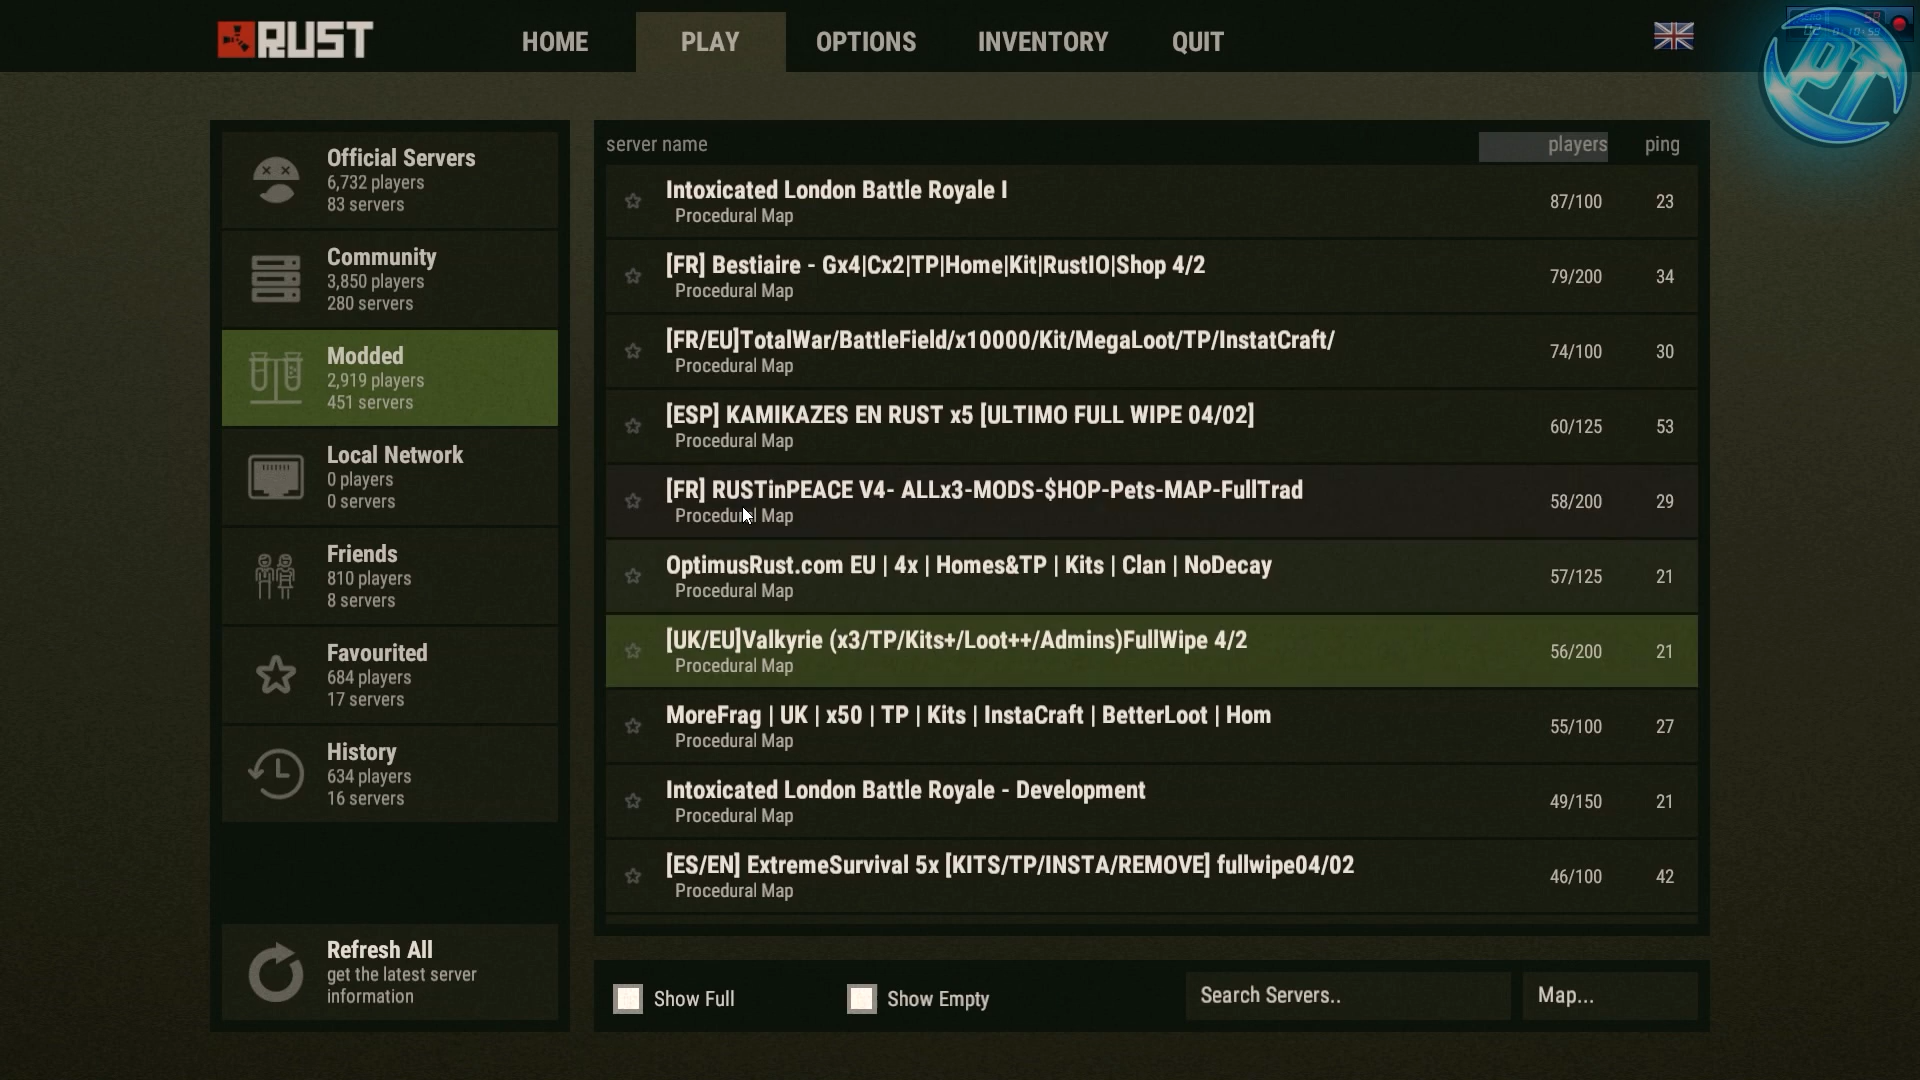 RUST
HOME
PLAY
OPTIONS
INVENTORY
QUIT
PT
Official Servers
6,732 players
83 servers
Community
3,850 players
280 servers
Modded
2,919 players
451 servers
Local Network
0 players
0 servers
Friends
810 players
8 servers
Favourited
684 players
17 servers
History
634 players
16 servers
Refresh All
get the latest server
information
server name players ping
Intoxicated London Battle Royale I
Procedural Map
87/100 23
[FR] Bestiaire - Gx4|Cx2|TP|Home|Kit|RustIO|Shop 4/2
Procedural Map
79/200 34
[FR/EU]TotalWar/BattleField/x10000/Kit/MegaLoot/TP/InstatCraft/
Procedural Map
74/100 30
[ESP] KAMIKAZES EN RUST x5 [ULTIMO FULL WIPE 04/02]
Procedural Map
60/125 53
[FR] RUSTinPEACE V4- ALLx3-MODS-$HOP-Pets-MAP-FullTrad
Procedural Map
58/200 29
OptimusRust.com EU | 4x | Homes&TP | Kits | Clan | NoDecay
Procedural Map
57/125 21
[UK/EU]Valkyrie (x3/TP/Kits+/Loot++/Admins)FullWipe 4/2
Procedural Map
56/200 21
MoreFrag | UK | x50 | TP | Kits | InstaCraft | BetterLoot | Hom
Procedural Map
55/100 27
Intoxicated London Battle Royale - Development
Procedural Map
49/150 21
[ES/EN] ExtremeSurvival 5x [KITS/TP/INSTA/REMOVE] fullwipe04/02
Procedural Map
46/100 42
Show Full
Show Empty
Search Servers..
Map...